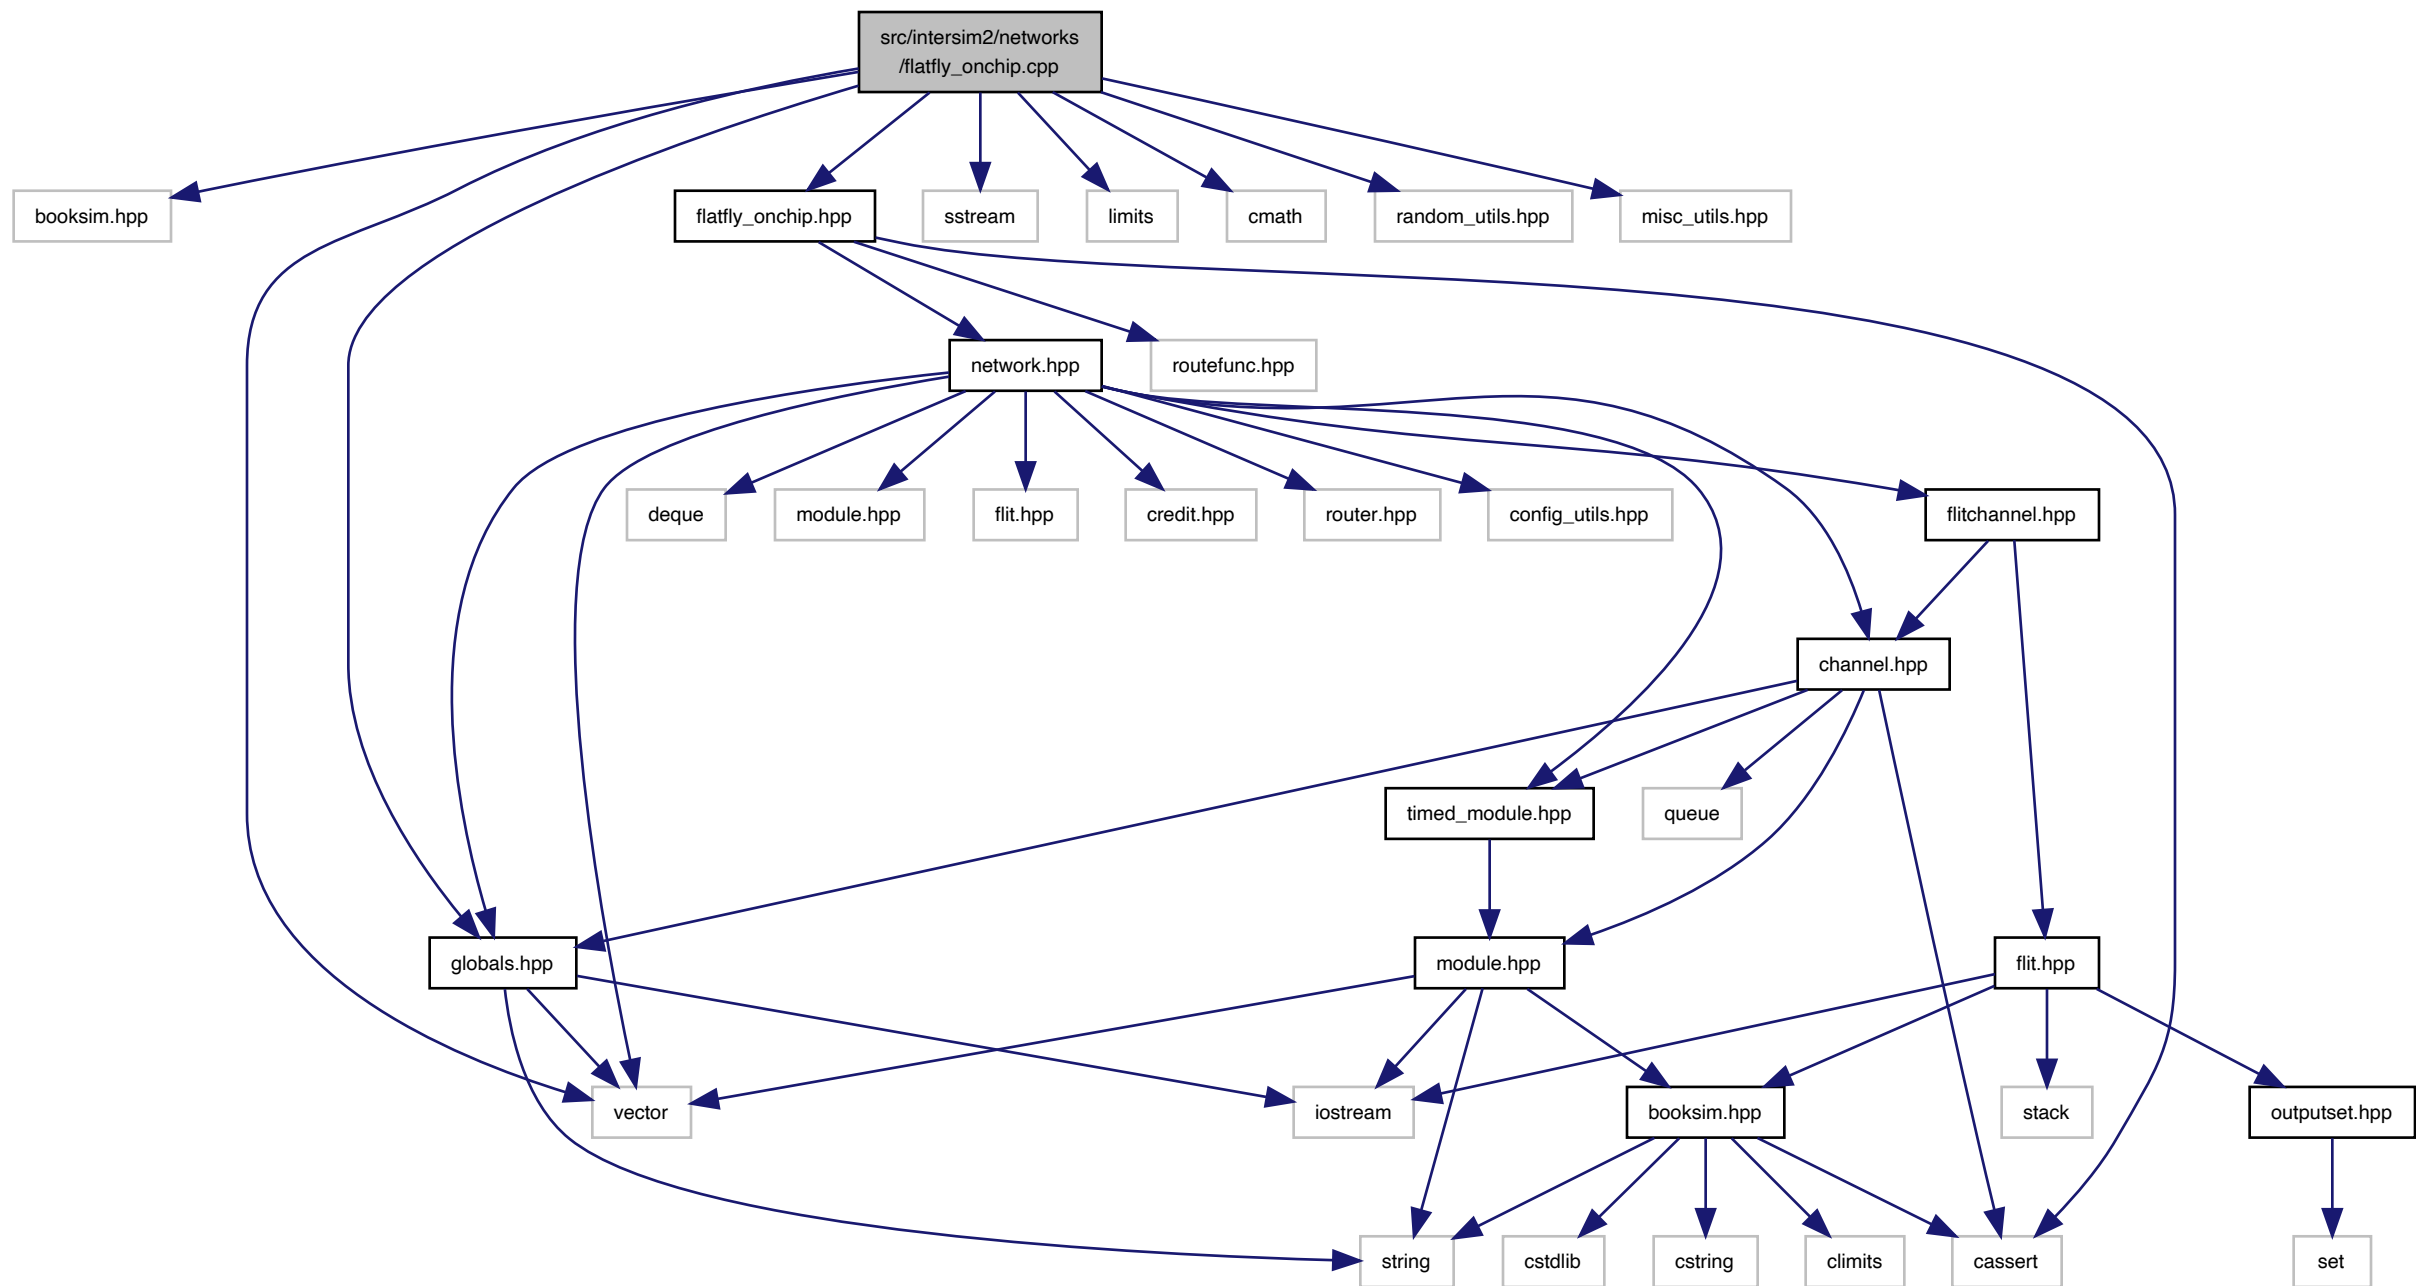 src/intersim2/networks
/flatfly_onchip.cpp
booksim.hpp
flatfly_onchip.hpp
sstream
limits
cmath
random_utils.hpp
misc_utils.hpp
network.hpp
routefunc.hpp
deque
module.hpp
flit.hpp
credit.hpp
router.hpp
config_utils.hpp
flitchannel.hpp
channel.hpp
timed_module.hpp
queue
globals.hpp
module.hpp
flit.hpp
vector
iostream
booksim.hpp
stack
outputset.hpp
string
cstdlib
cstring
climits
cassert
set